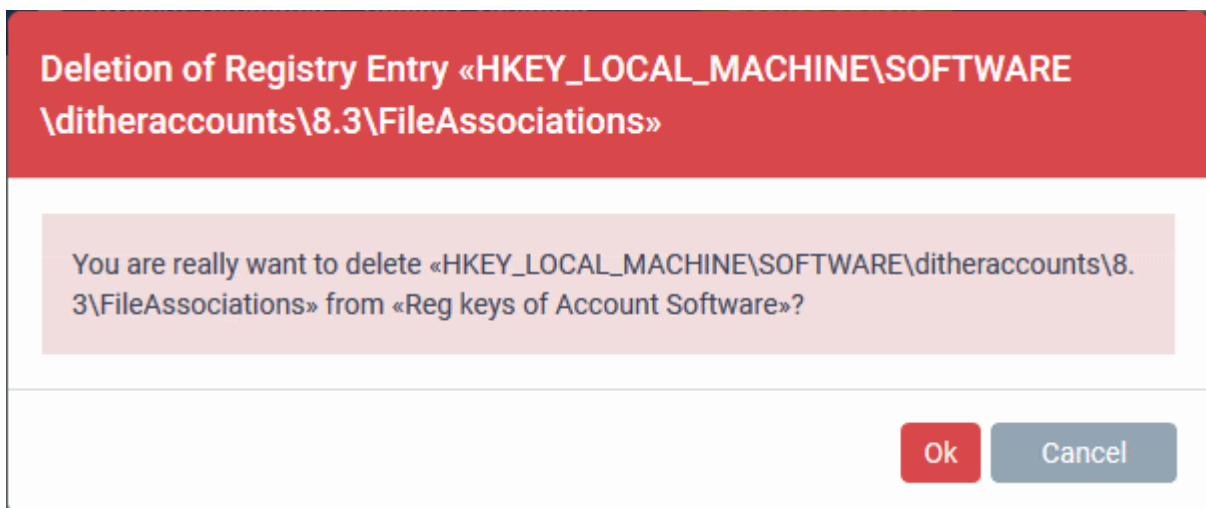 Deletion of Registry Entry «HKEY_LOCAL_MACHINE\SOFTWARE
\ditheraccounts\8.3\FileAssociations»
You are really want to delete «HKEY_LOCAL_MACHINE\SOFTWARE\ditheraccounts\8.
3\FileAssociations» from «Reg keys of Account Software»?
Ok Cancel